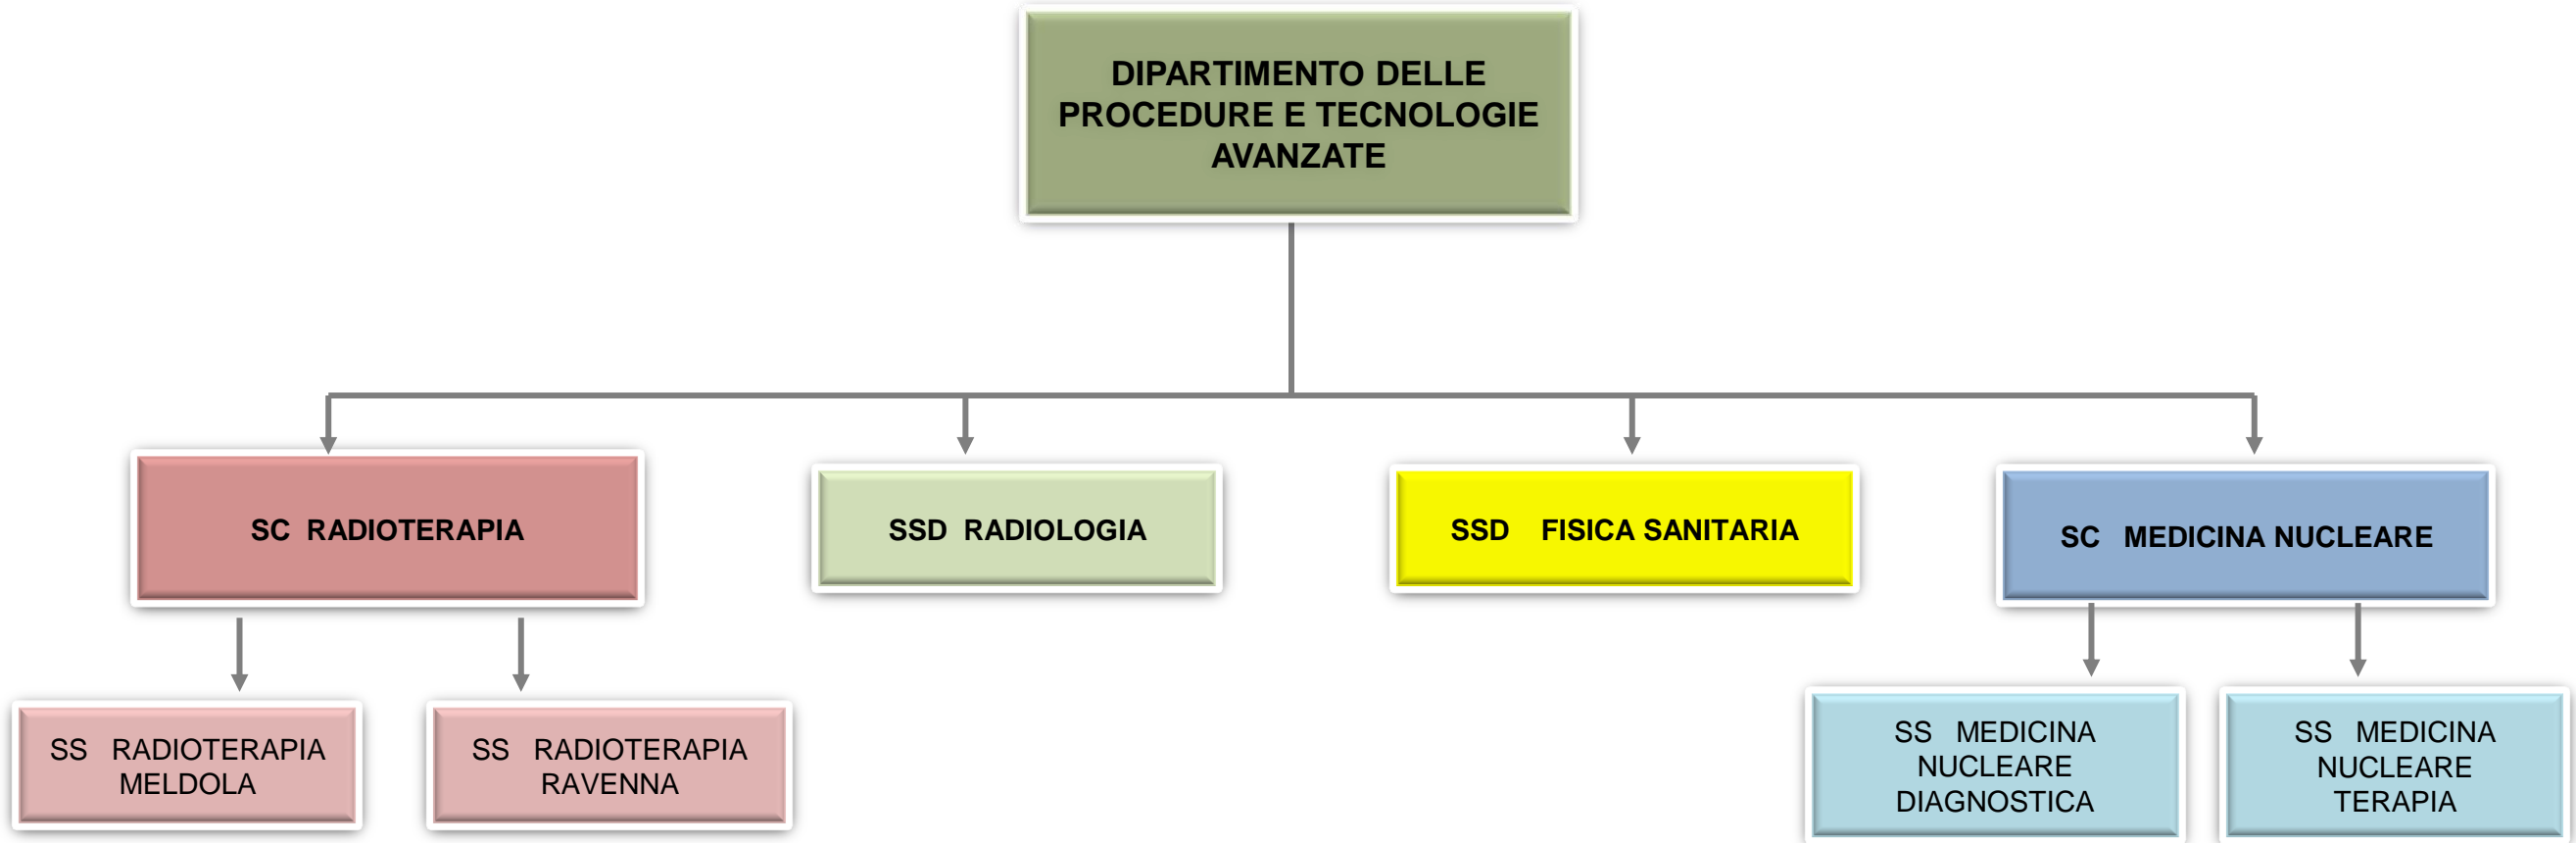 DIPARTIMENTO DELLE
PROCEDURE E TECNOLOGIE
AVANZATE
SC RADIOTERAPIA
SSD RADIOLOGIA
SSD FISICA SANITARIA
SC MEDICINA NUCLEARE
SS RADIOTERAPIA
MELDOLA
SS RADIOTERAPIA
RAVENNA
SS MEDICINA
NUCLEARE
DIAGNOSTICA
SS MEDICINA
NUCLEARE
TERAPIA